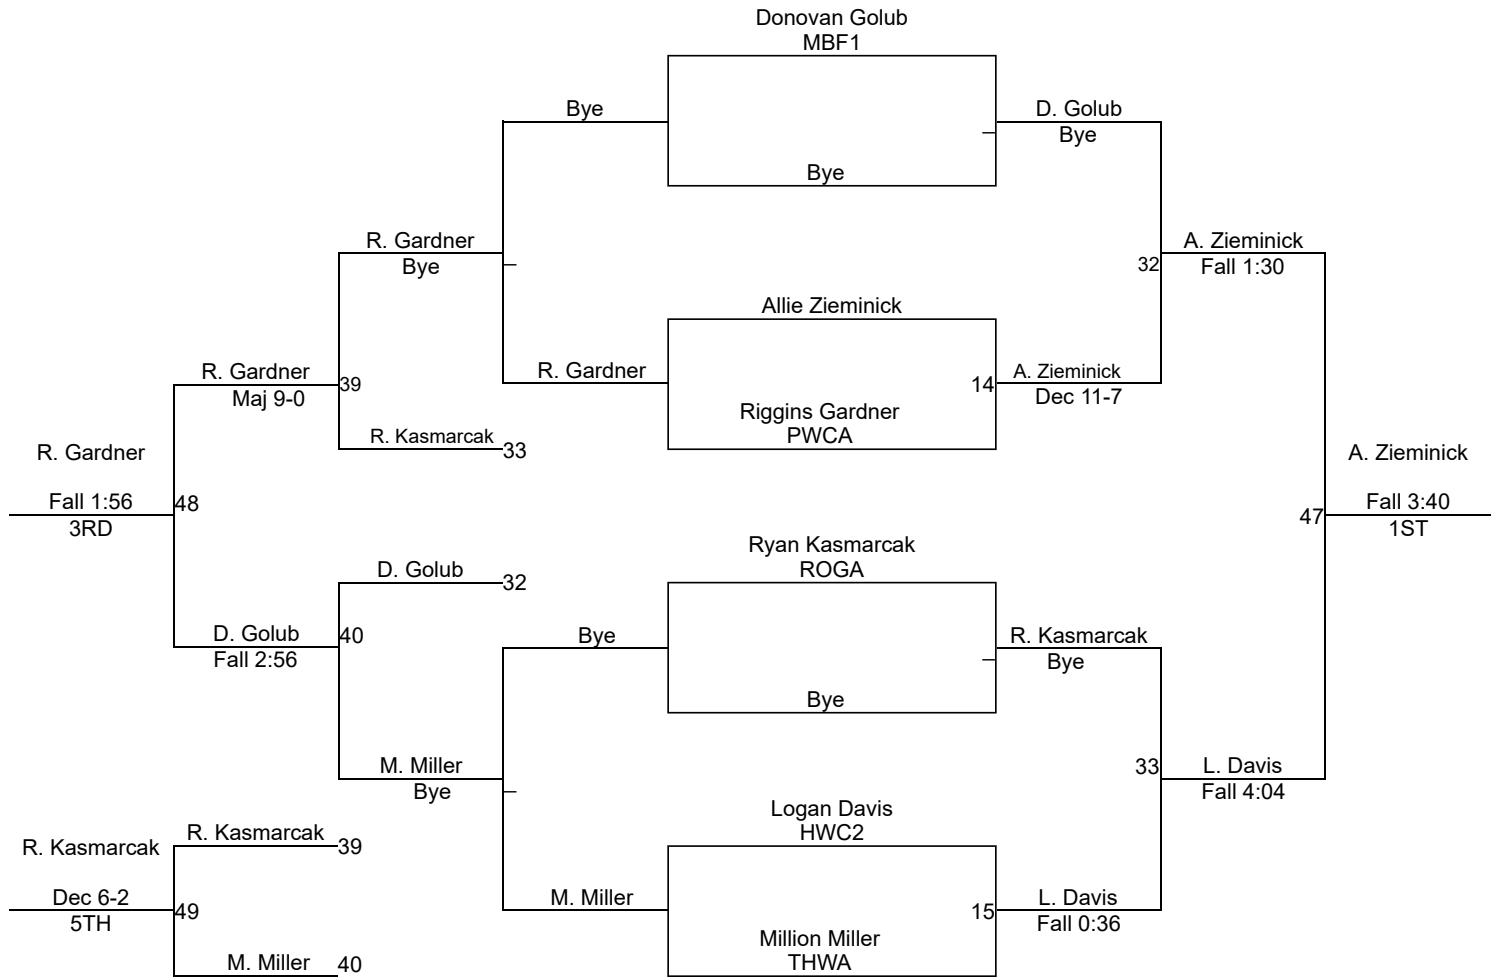 Donovan Golub
MBF1
Bye
D. Golub
Bye
Bye
R. Gardner
Bye
A. Zieminick
32
Fall 1:30
Allie Zieminick
R. Gardner
Maj 9-0
39
R. Gardner
14
A. Zieminick
Dec 11-7
Riggins Gardner
PWCA
R. Kasmarcak
33
R. Gardner
Fall 1:56
3RD
48
A. Zieminick
47
Fall 3:40
1ST
Ryan Kasmarcak
ROGA
D. Golub
32
D. Golub
Fall 2:56
40
Bye
R. Kasmarcak
Bye
Bye
M. Miller
Bye
33
L. Davis
Fall 4:04
Logan Davis
HWC2
R. Kasmarcak
R. Kasmarcak
39
Dec 6-2
5TH
49
M. Miller
15
L. Davis
Fall 0:36
Million Miller
THWA
M. Miller
40